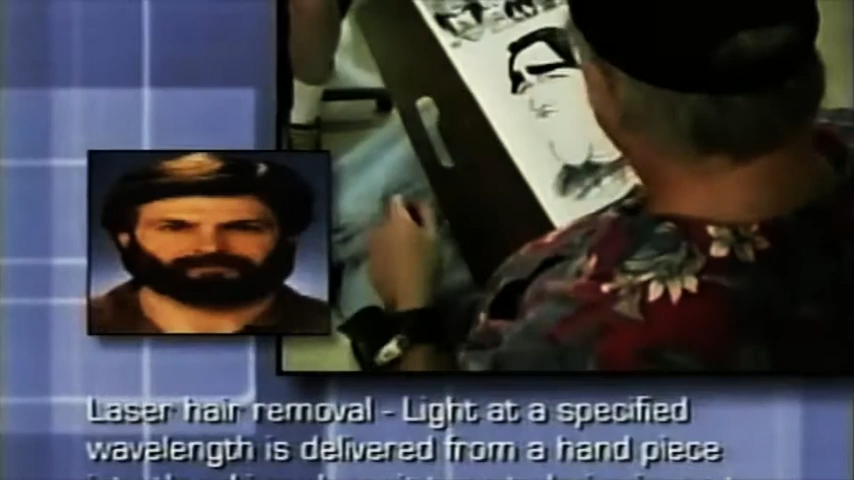 Laser hair removal - Light at a specified
wavelength is delivered from a hand piece